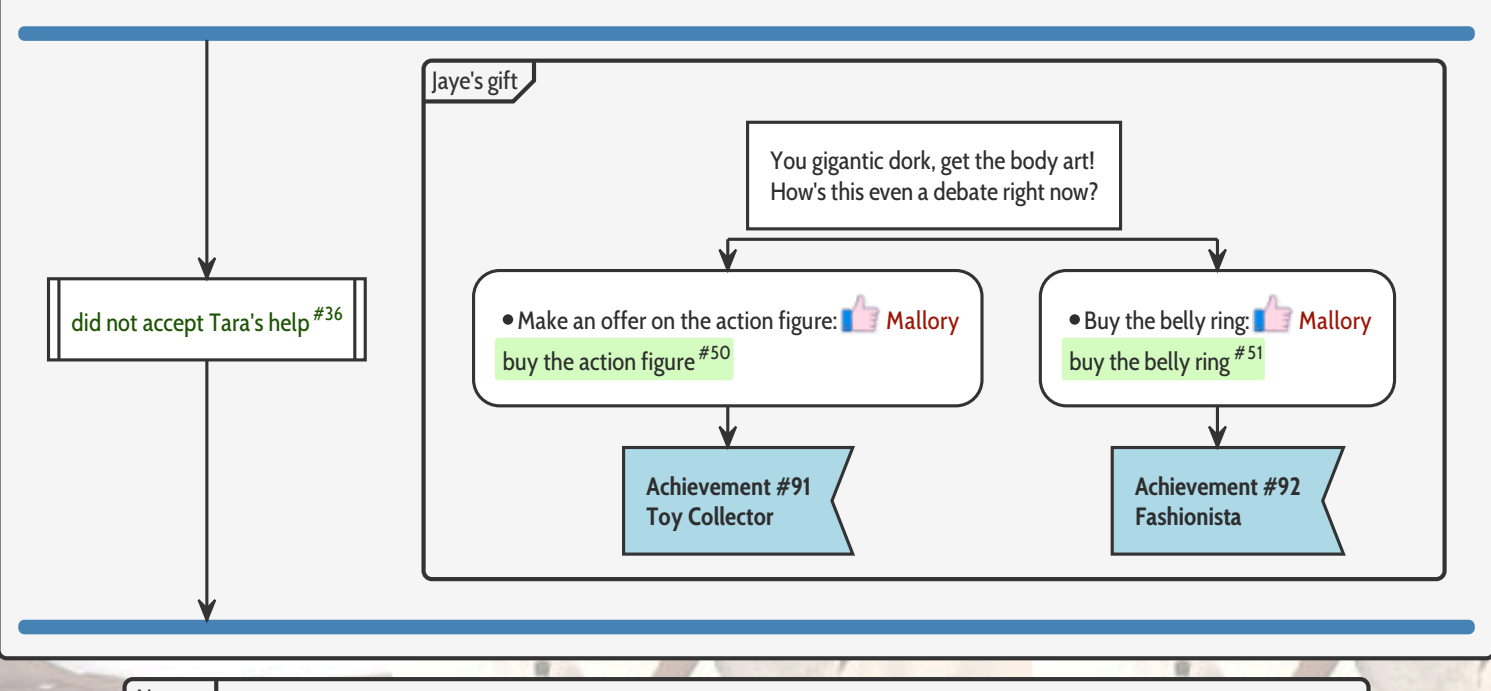 Jaye's gift
You gigantic dork, get the body art!
How's this even a debate right now?
did not accept Tara's help #36
• Make an offer on the action figure: Mallory
buy the action figure #50
• Buy the belly ring: Mallory
buy the belly ring #51
Achievement #91
Toy Collector
Achievement #92
Fashionista